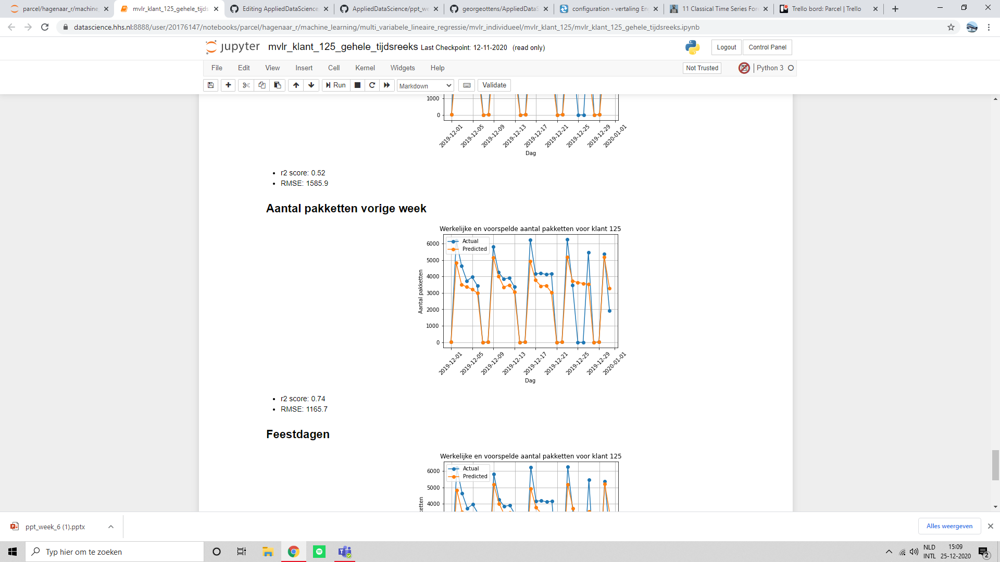 parcel/hagenaar_r/machine
mvlr_klant_125_gehele_tijds
Editing AppliedDataScience
AppliedDataScience/ppt_we
georgeottens/AppliedDataS
configuration - vertaling En
11 Classical Time Series For
Trello bord: Parcel | Trello
datascience.hhs.nl:8888/user/20176147/notebooks/parcel/hagenaar_r/machine_learning/multi_variabele_lineaire_regressie/mvlr_individueel/mvlr_klant_125/mvlr_klant_125_gehele_tijdsreeks.ipynb
jupyter mvlr_klant_125_gehele_tijdsreeks Last Checkpoint: 12-11-2020 (read only)
Logout Control Panel
File Edit View Insert Cell Kernel Widgets Help
Not Trusted Python 3
Run Markdown Validate
1000
0
2019-12-01 2019-12-05 2019-12-09 2019-12-13 2019-12-17 2019-12-21 2019-12-25 2019-12-29 2020-01-01
Dag
• r2 score: 0.52
• RMSE: 1585.9
Aantal pakketten vorige week
Werkelijke en voorspelde aantal pakketten voor klant 125
Actual
Predicted
6000
5000
4000
3000
2000
1000
0
Aantal pakketten
2019-12-01 2019-12-05 2019-12-09 2019-12-13 2019-12-17 2019-12-21 2019-12-25 2019-12-29 2020-01-01
Dag
• r2 score: 0.74
• RMSE: 1165.7
Feestdagen
Werkelijke en voorspelde aantal pakketten voor klant 125
Actual
Predicted
6000
5000
4000
ketten
ppt_week_6 (1).pptx
Alles weergeven
Typ hier om te zoeken
NLD 15:09
INTL 25-12-2020
2